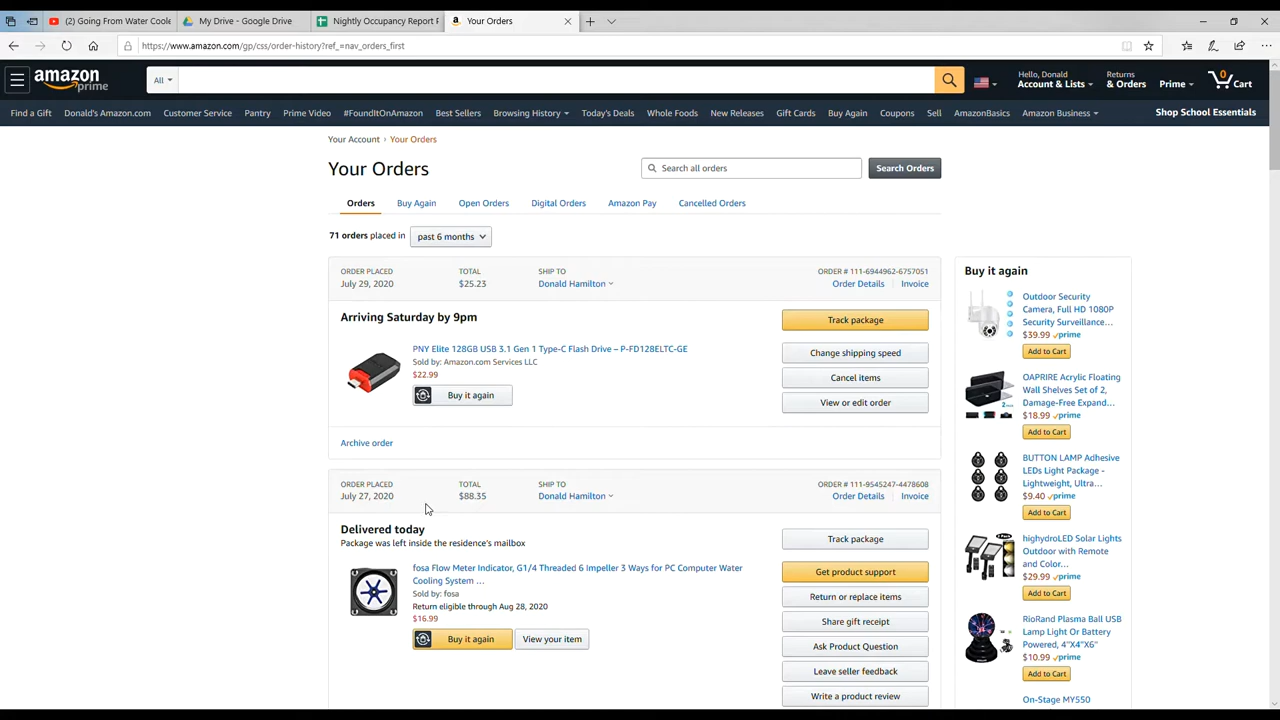 (2) Going From Water Coole
My Drive - Google Drive
Nightly Occupancy Report F
Your Orders
https://www.amazon.com/gp/css/order-history?ref_=nav_orders_first
amazon prime
All
Hello, Donald
Account & Lists
Returns
& Orders
Prime
0
Cart
Find a Gift Donald's Amazon.com Customer Service Pantry Prime Video #FoundItOnAmazon Best Sellers Browsing History Today's Deals Whole Foods New Releases Gift Cards Buy Again Coupons Sell AmazonBasics Amazon Business Shop School Essentials
Your Account › Your Orders
Your Orders
Search all orders
Search Orders
Orders Buy Again Open Orders Digital Orders Amazon Pay Cancelled Orders
71 orders placed in past 6 months
ORDER PLACED TOTAL SHIP TO ORDER # 111-6944962-6757051
July 29, 2020 $25.23 Donald Hamilton Order Details Invoice
Arriving Saturday by 9pm
PNY Elite 128GB USB 3.1 Gen 1 Type-C Flash Drive – P-FD128ELTC-GE
Sold by: Amazon.com Services LLC
$22.99
Buy it again
Track package
Change shipping speed
Cancel items
View or edit order
Archive order
ORDER PLACED TOTAL SHIP TO ORDER # 111-9545247-4478608
July 27, 2020 $88.35 Donald Hamilton Order Details Invoice
Delivered today
Package was left inside the residence's mailbox
fosa Flow Meter Indicator, G1/4 Threaded 6 Impeller 3 Ways for PC Computer Water
Cooling System ...
Sold by: fosa
Return eligible through Aug 28, 2020
$16.99
Buy it again
View your item
Track package
Get product support
Return or replace items
Share gift receipt
Ask Product Question
Leave seller feedback
Write a product review
Buy it again
Outdoor Security
Camera, Full HD 1080P
Security Surveillance...
$39.99 prime
Add to Cart
OAPRIRE Acrylic Floating
Wall Shelves Set of 2,
Damage-Free Expand...
$18.99 prime
Add to Cart
BUTTON LAMP Adhesive
LEDs Light Package -
Lightweight, Ultra...
$9.40 prime
Add to Cart
highydroLED Solar Lights
Outdoor with Remote
and Color...
$29.99 prime
Add to Cart
RioRand Plasma Ball USB
Lamp Light Or Battery
Powered, 4"X4"X6"
$10.99 prime
Add to Cart
On-Stage MY550